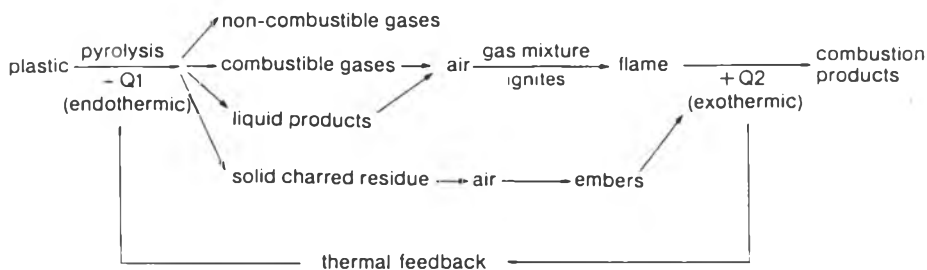 non-combustible gases
plastic pyrolysis combustible gases air gas mixture ignites flame combustion products
− Q1
(endothermic)
+ Q2
(exothermic)
liquid products
solid charred residue air embers
thermal feedback